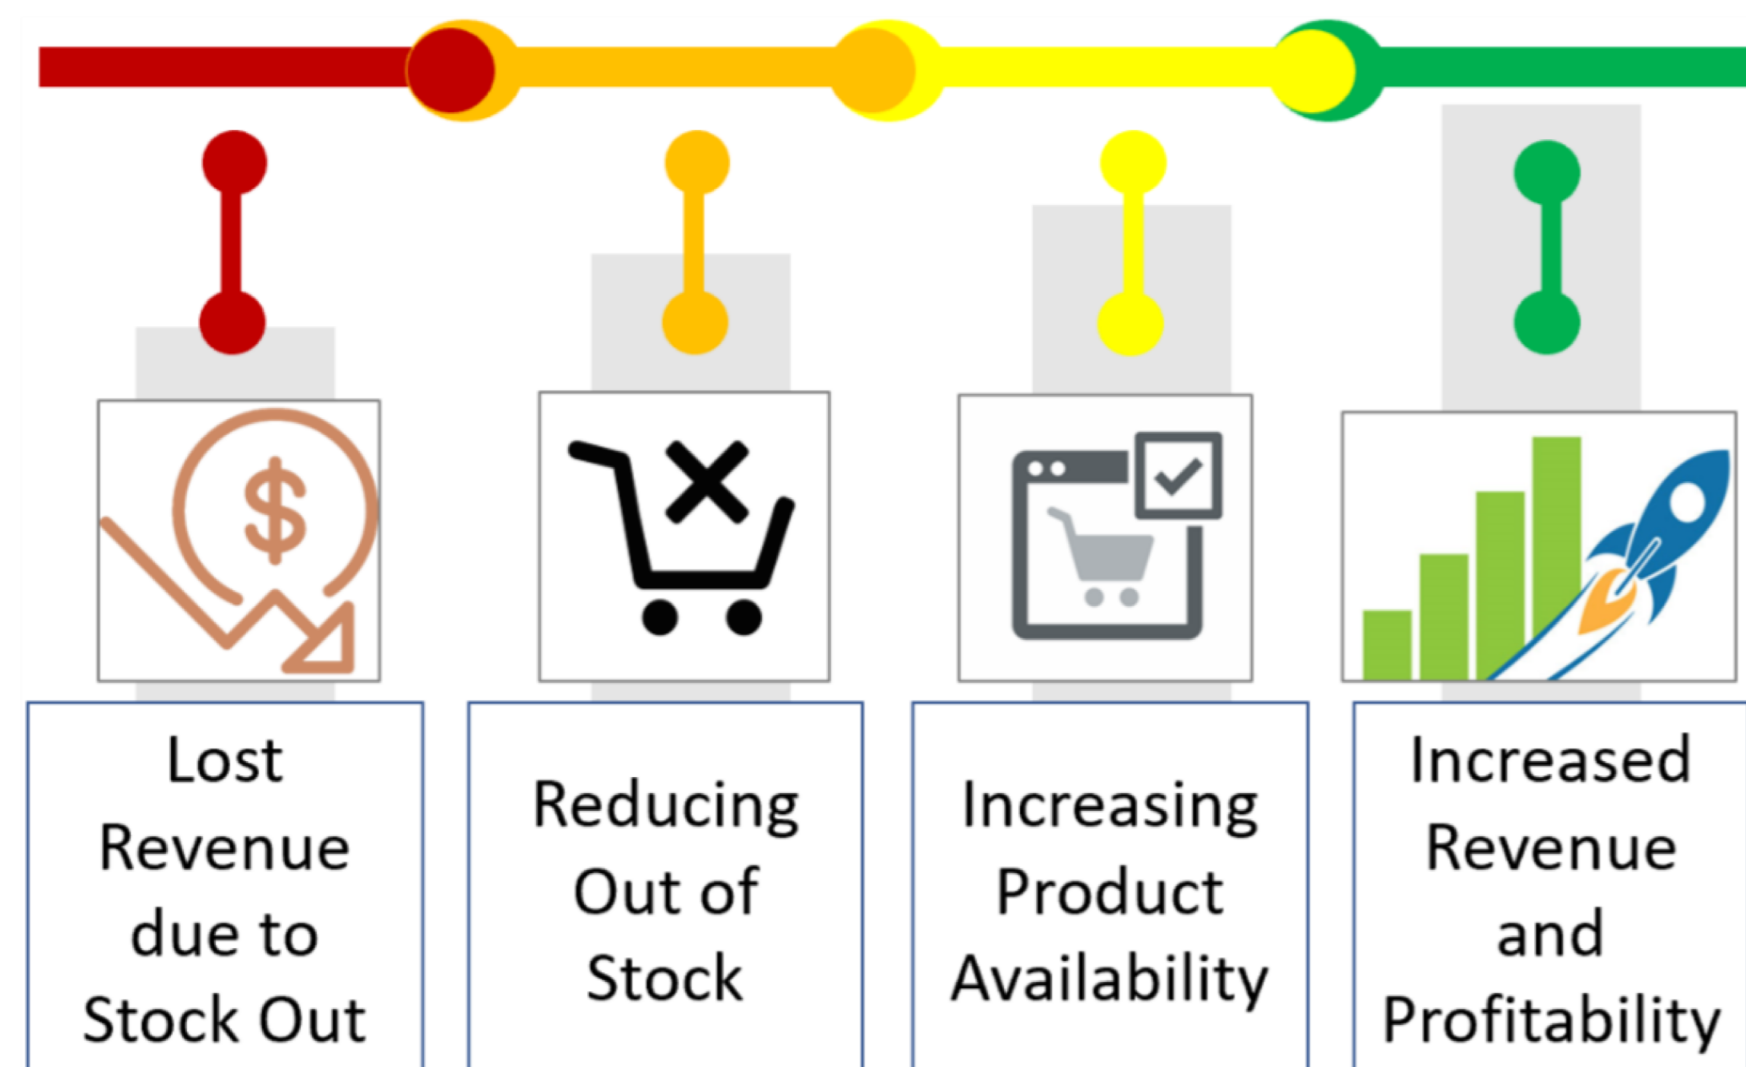 Lost
Revenue
due to
Stock Out
Reducing
Out of
Stock
Increasing
Product
Availability
Increased
Revenue
and
Profitability
$